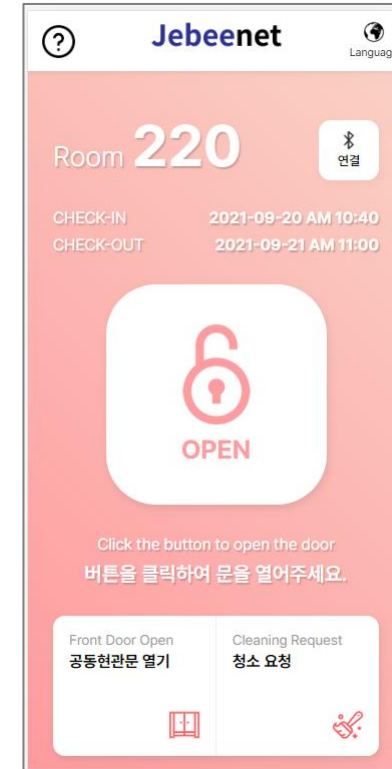 ?
Jebeenet
Languag
Room 220
연결
CHECK-IN 2021-09-20 AM 10:40
CHECK-OUT 2021-09-21 AM 11:00
OPEN
Click the button to open the door
버튼을 클릭하여 문을 열어주세요.
Front Door Open
공동현관문 열기
Cleaning Request
청소 요청